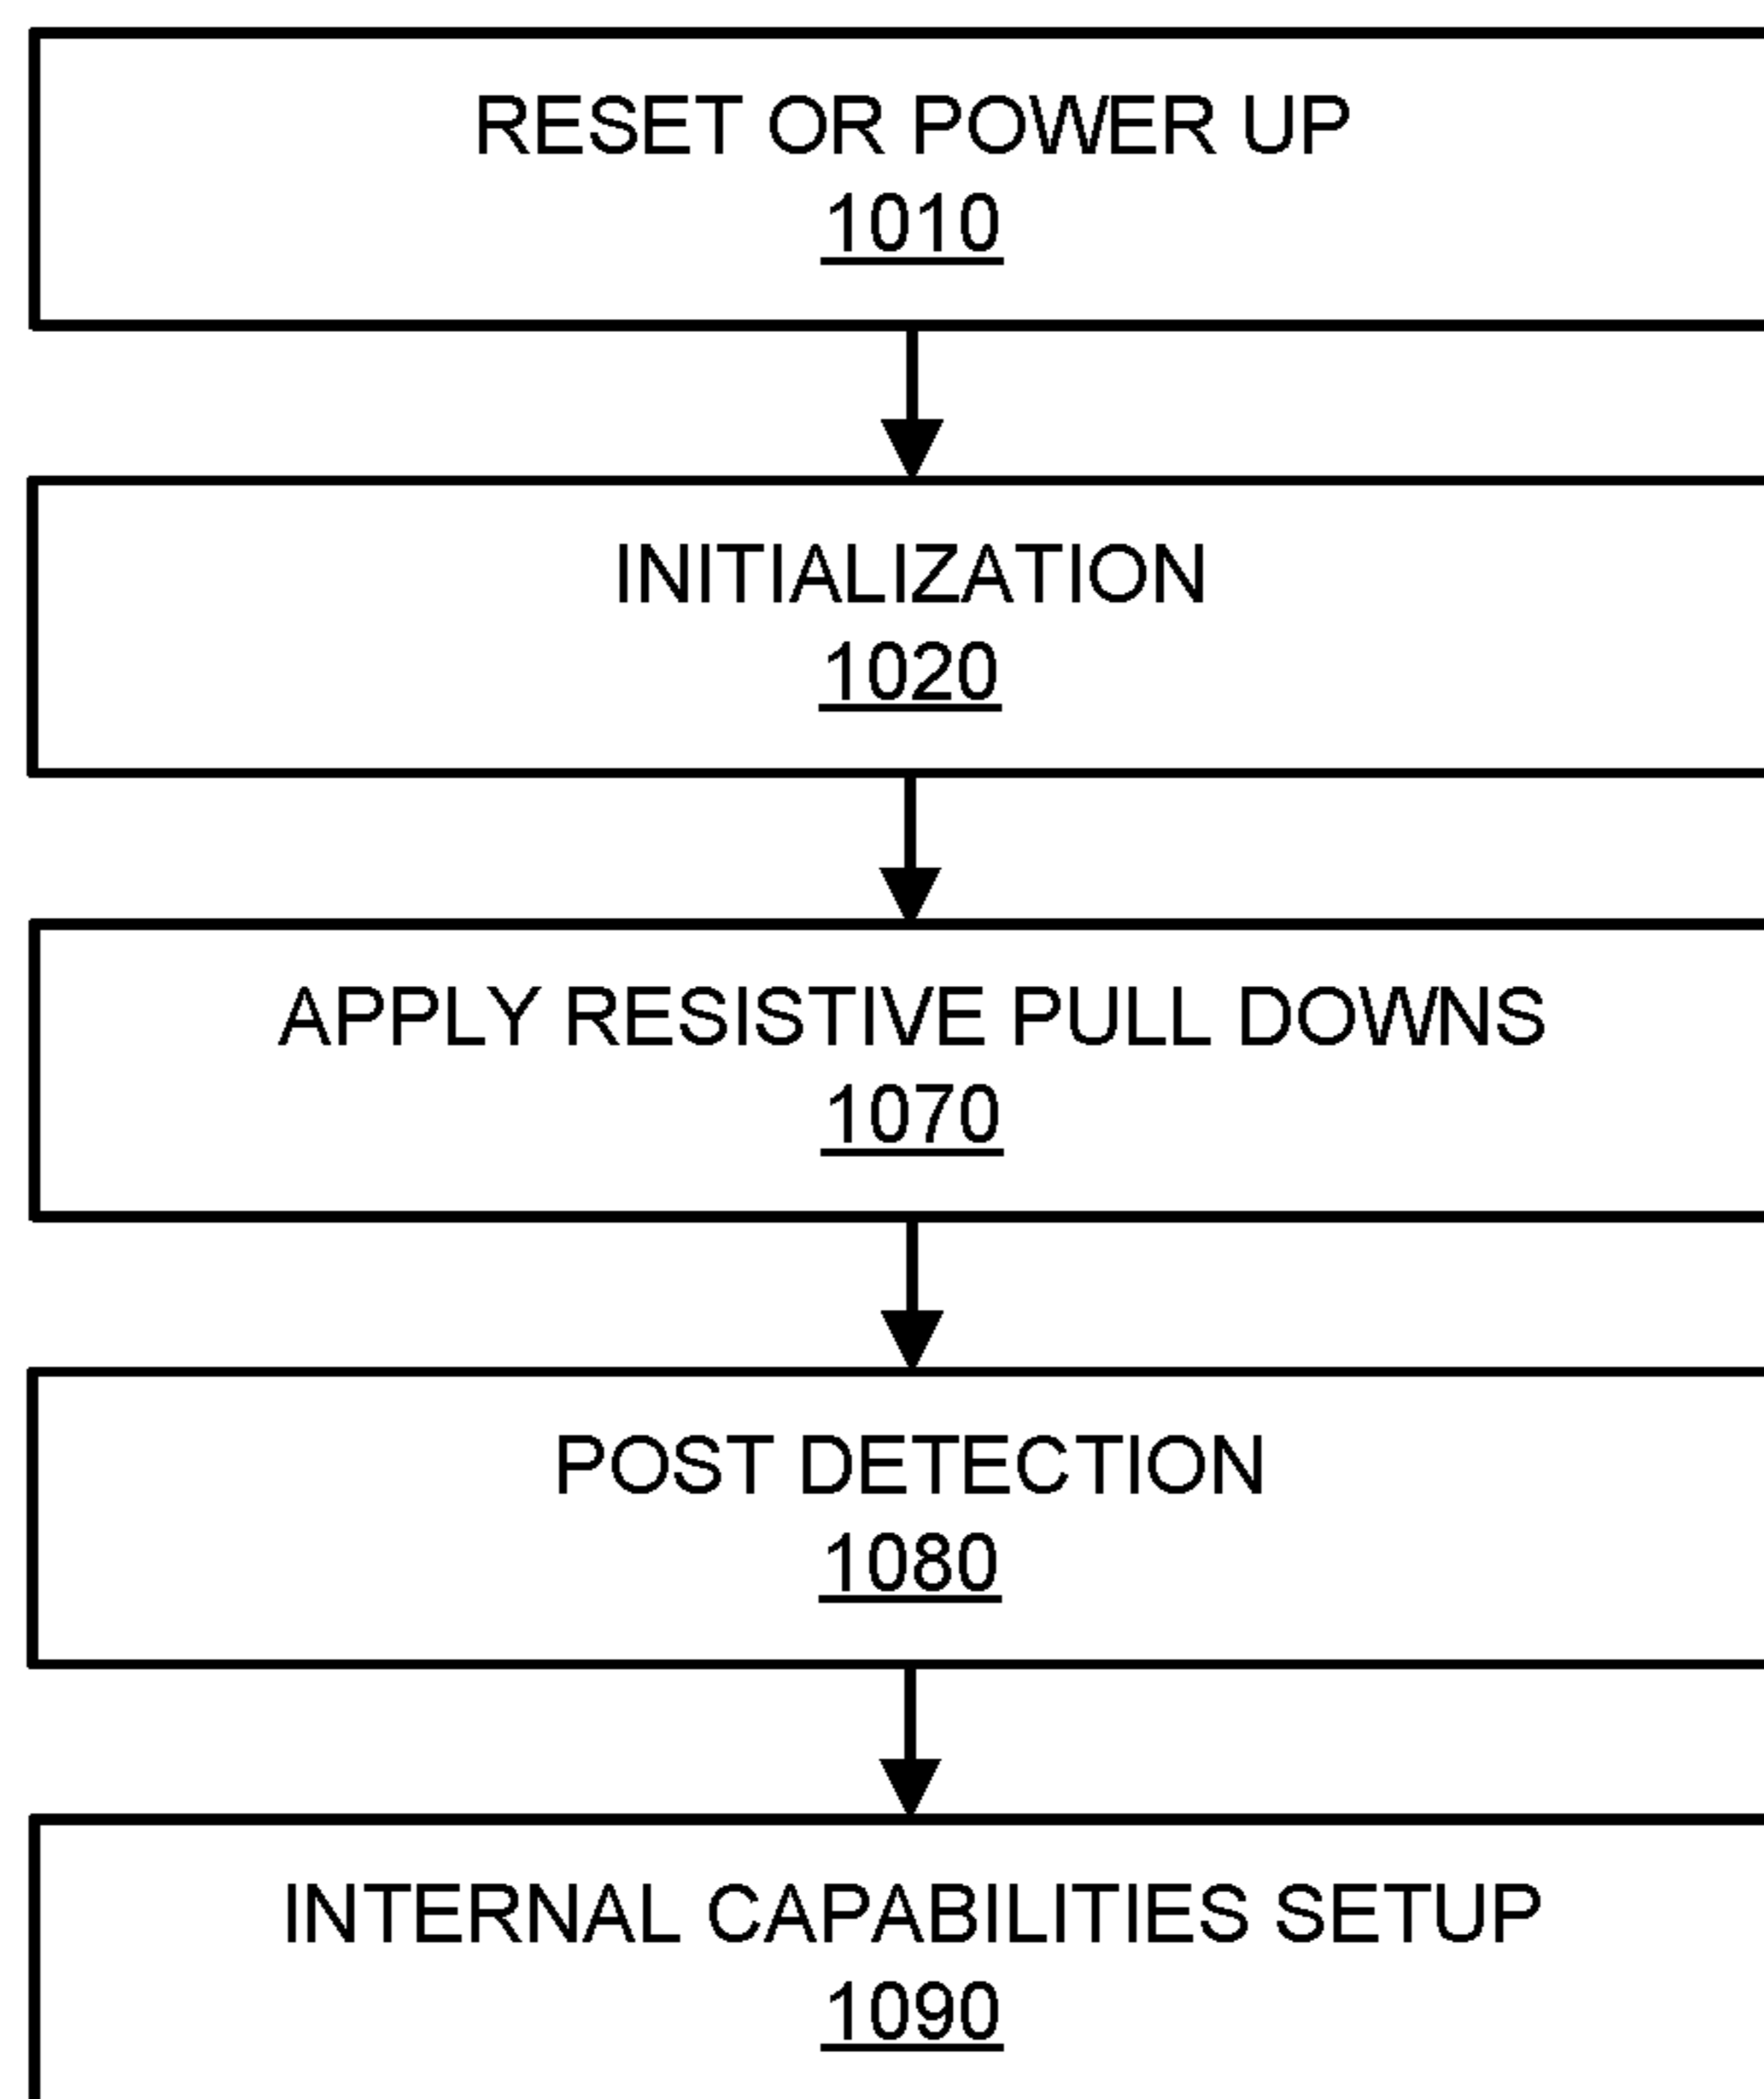 RESET OR POWER UP
1010
INITIALIZATION
1020
APPLY RESISTIVE PULL DOWNS
1070
POST DETECTION
1080
INTERNAL CAPABILITIES SETUP
1090